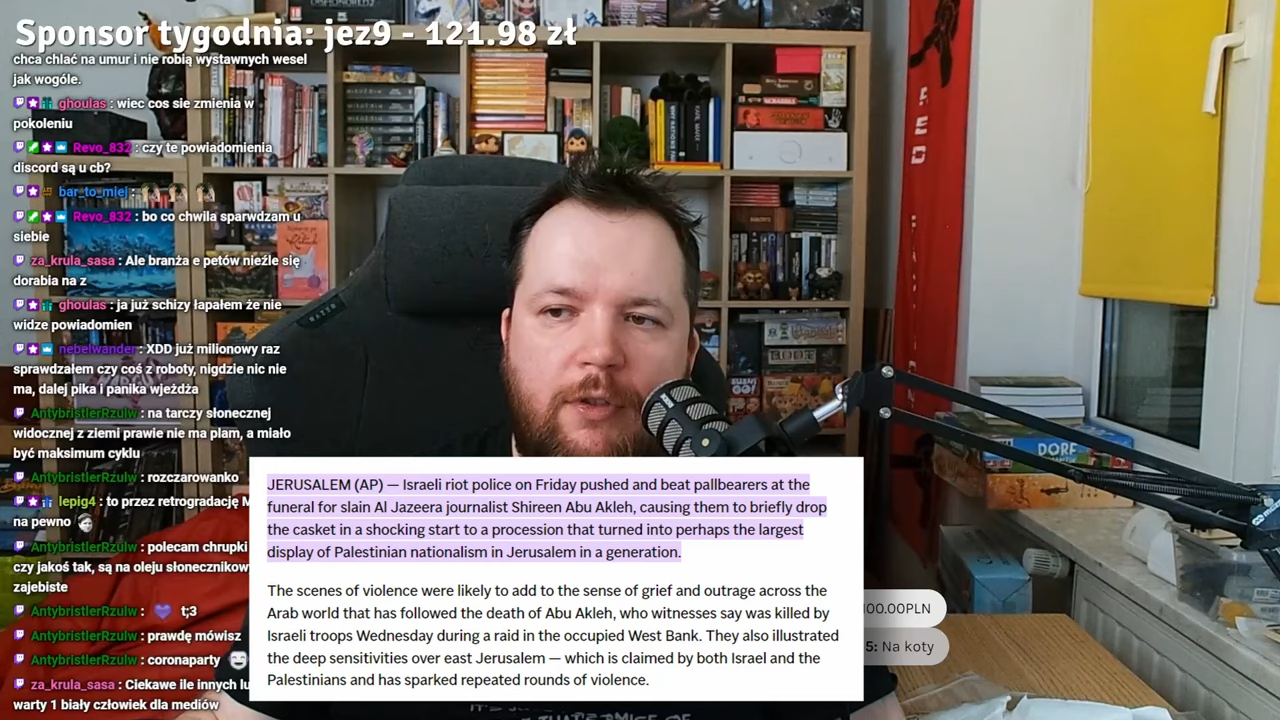 Sponsor tygodnia: jez9 - 121.98 zł
chca chlać na umur i nie robią wystawnych wesel
jak wogóle.
ghoulas : wiec cos sie zmienia w
pokoleniu
Revo_832 : czy te powiadomienia
discord są u cb?
bar_to_miej :
Revo_832 : bo co chwila sparwdzam u
siebie
za_krula_sasa : Ale branża e petów nieźle się
dorabia na z
ghoulas : ja już schizy łapałem że nie
widze powiadomien
nebelwander : XDD już milionowy raz
sprawdzałem czy coś z roboty, nigdzie nic nie
ma, dalej pika i panika wjeżdża
AntybristlerRzulw : na tarczy słonecznej
widocznej z ziemi prawie nie ma plam, a miało
być maksimum cyklu
AntybristlerRzulw : rozczarowanko
lepig4 : to przez retrogradację M
na pewno
AntybristlerRzulw : polecam chrupki
czy jakoś tak, są na oleju słonecznikow
zajebiste
AntybristlerRzulw : t;3
AntybristlerRzulw : prawdę mówisz
AntybristlerRzulw : coronaparty
za_krula_sasa : Ciekawe ile innych lu
warty 1 biały człowiek dla mediów
JERUSALEM (AP) — Israeli riot police on Friday pushed and beat pallbearers at the
funeral for slain Al Jazeera journalist Shireen Abu Akleh, causing them to briefly drop
the casket in a shocking start to a procession that turned into perhaps the largest
display of Palestinian nationalism in Jerusalem in a generation.
The scenes of violence were likely to add to the sense of grief and outrage across the
Arab world that has followed the death of Abu Akleh, who witnesses say was killed by
Israeli troops Wednesday during a raid in the occupied West Bank. They also illustrated
the deep sensitivities over east Jerusalem — which is claimed by both Israel and the
Palestinians and has sparked repeated rounds of violence.
00.00PLN
5: Na koty
DORF